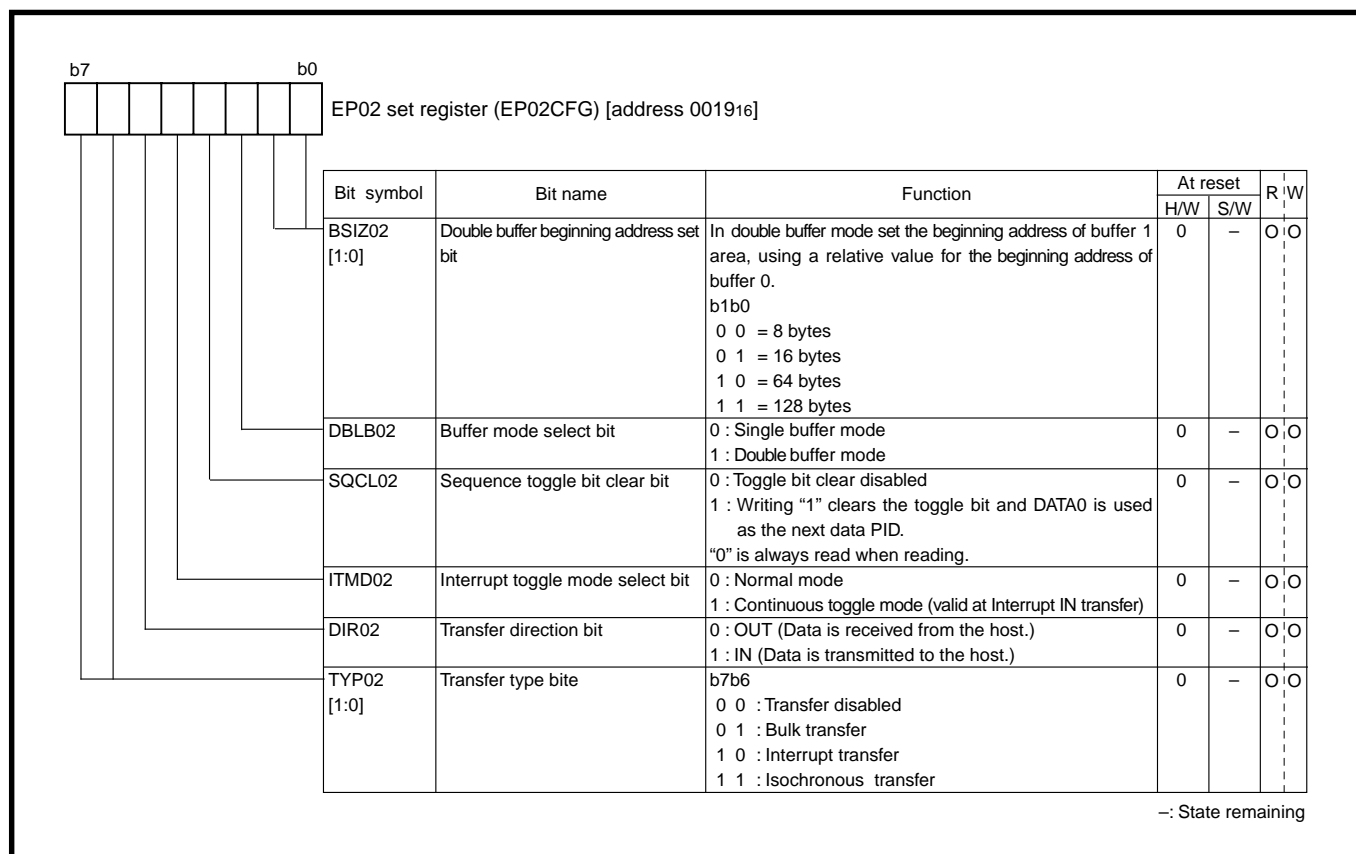 b7 b0
EP02 set register (EP02CFG) [address 001916]
Bit symbol Bit name Function At reset R W
H/W S/W
BSIZ02 Double buffer beginning address set In double buffer mode set the beginning address of buffer 1 0 – O O
[1:0] bit area, using a relative value for the beginning address of
buffer 0.
b1b0
0 0 = 8 bytes
0 1 = 16 bytes
1 0 = 64 bytes
1 1 = 128 bytes
DBLB02 Buffer mode select bit 0 : Single buffer mode 0 – O O
1 : Double buffer mode
SQCL02 Sequence toggle bit clear bit 0 : Toggle bit clear disabled 0 – O O
1 : Writing “1” clears the toggle bit and DATA0 is used
as the next data PID.
“0” is always read when reading.
ITMD02 Interrupt toggle mode select bit 0 : Normal mode 0 – O O
1 : Continuous toggle mode (valid at Interrupt IN transfer)
DIR02 Transfer direction bit 0 : OUT (Data is received from the host.) 0 – O O
1 : IN (Data is transmitted to the host.)
TYP02 Transfer type bite b7b6 0 – O O
[1:0] 0 0 : Transfer disabled
0 1 : Bulk transfer
1 0 : Interrupt transfer
1 1 : Isochronous transfer
–: State remaining